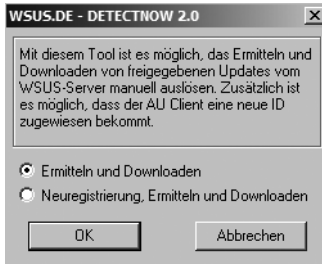 WSUS.DE - DETECTNOW 2.0
Mit diesem Tool ist es möglich, das Ermitteln und
Downloaden von freigegebenen Updates vom
WSUS-Server manuell auslösen. Zusätzlich ist
es möglich, dass der AU Client eine neue ID
zugewiesen bekommt.
Ermitteln und Downloaden
Neuregistrierung, Ermitteln und Downloaden
OK
Abbrechen